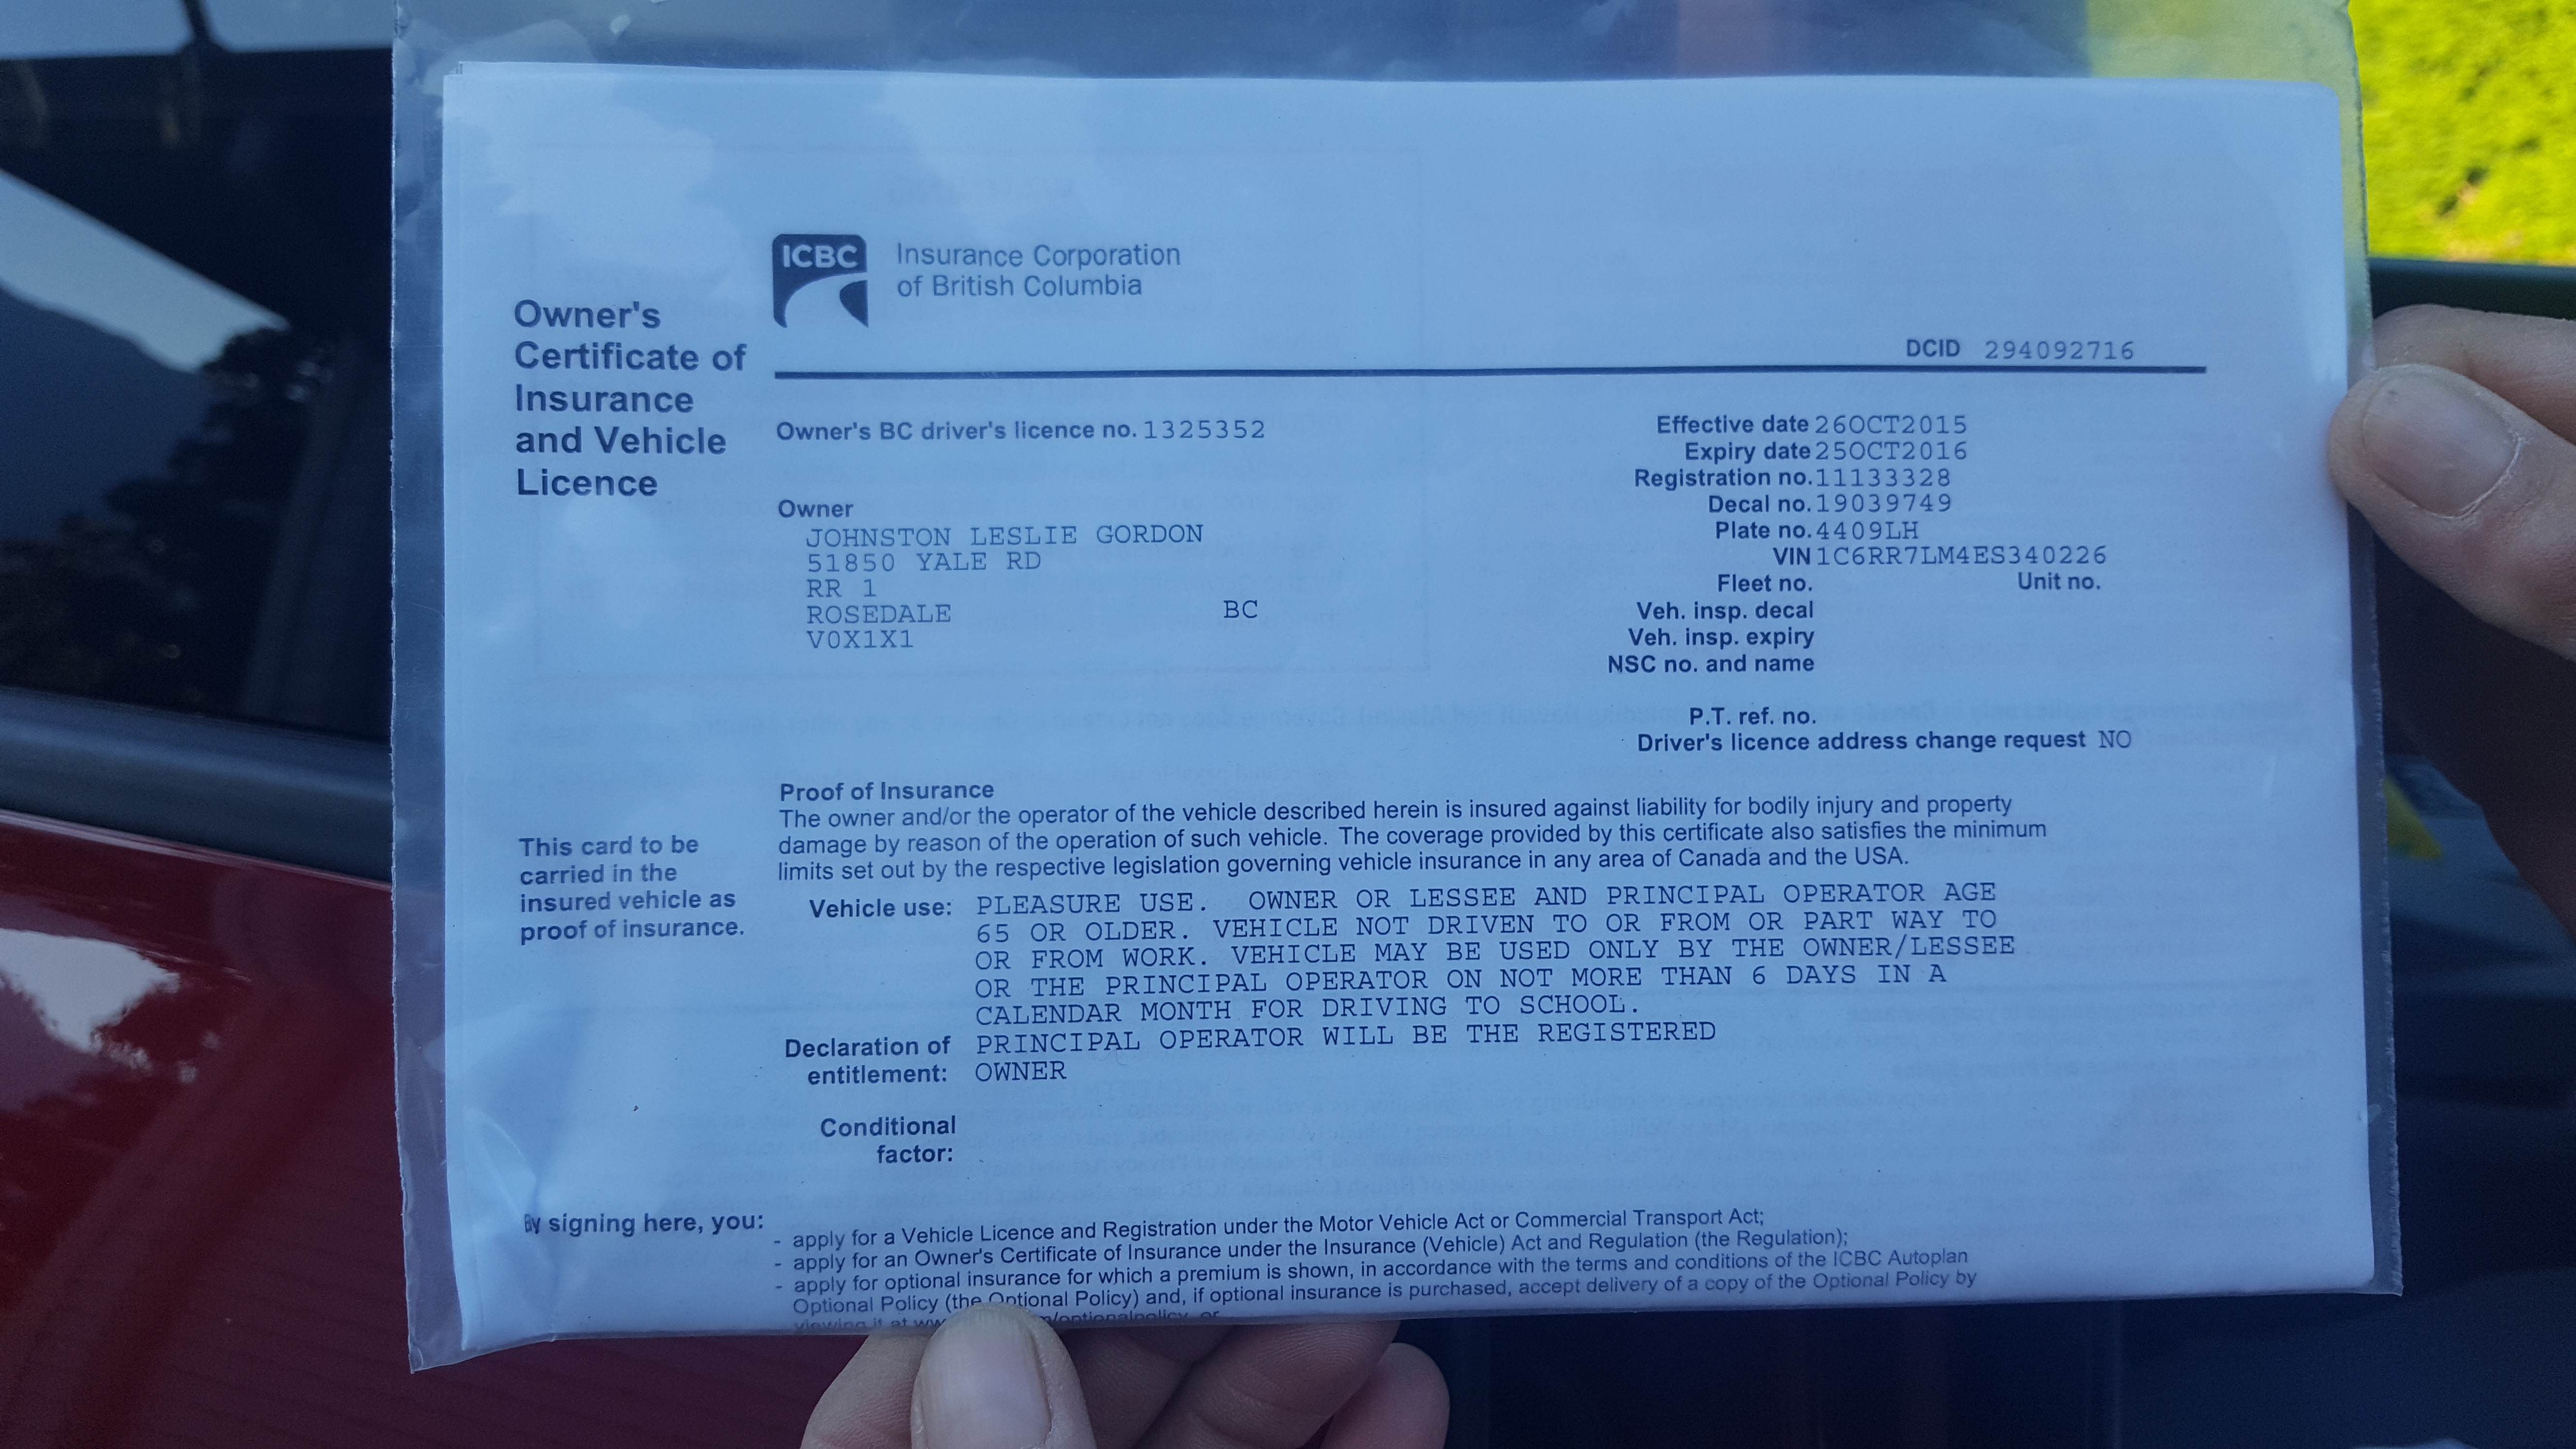 ICBC
Insurance Corporation
of British Columbia
Owner's
Certificate of
Insurance
and Vehicle
Licence
DCID 294092716
Owner's BC driver's licence no. 1325352
Owner
JOHNSTON LESLIE GORDON
51850 YALE RD
RR 1
ROSEDALE BC
V0X1X1
Effective date 26OCT2015
Expiry date 25OCT2016
Registration no. 11133328
Decal no. 19039749
Plate no. 4409LH
VIN 1C6RR7LM4ES340226
Fleet no. Unit no.
Veh. insp. decal
Veh. insp. expiry
NSC no. and name
P.T. ref. no.
Driver's licence address change request NO
This card to be
carried in the
insured vehicle as
proof of insurance.
Proof of Insurance
The owner and/or the operator of the vehicle described herein is insured against liability for bodily injury and property
damage by reason of the operation of such vehicle. The coverage provided by this certificate also satisfies the minimum
limits set out by the respective legislation governing vehicle insurance in any area of Canada and the USA.
Vehicle use: PLEASURE USE. OWNER OR LESSEE AND PRINCIPAL OPERATOR AGE
65 OR OLDER. VEHICLE NOT DRIVEN TO OR FROM OR PART WAY TO
OR FROM WORK. VEHICLE MAY BE USED ONLY BY THE OWNER/LESSEE
OR THE PRINCIPAL OPERATOR ON NOT MORE THAN 6 DAYS IN A
CALENDAR MONTH FOR DRIVING TO SCHOOL.
Declaration of PRINCIPAL OPERATOR WILL BE THE REGISTERED
entitlement: OWNER
Conditional
factor:
By signing here, you:
- apply for a Vehicle Licence and Registration under the Motor Vehicle Act or Commercial Transport Act;
- apply for an Owner's Certificate of Insurance under the Insurance (Vehicle) Act and Regulation (the Regulation);
- apply for optional insurance for which a premium is shown, in accordance with the terms and conditions of the ICBC Autoplan
Optional Policy (the Optional Policy) and, if optional insurance is purchased, accept delivery of a copy of the Optional Policy by
viewing it at /optionalpolicy, or